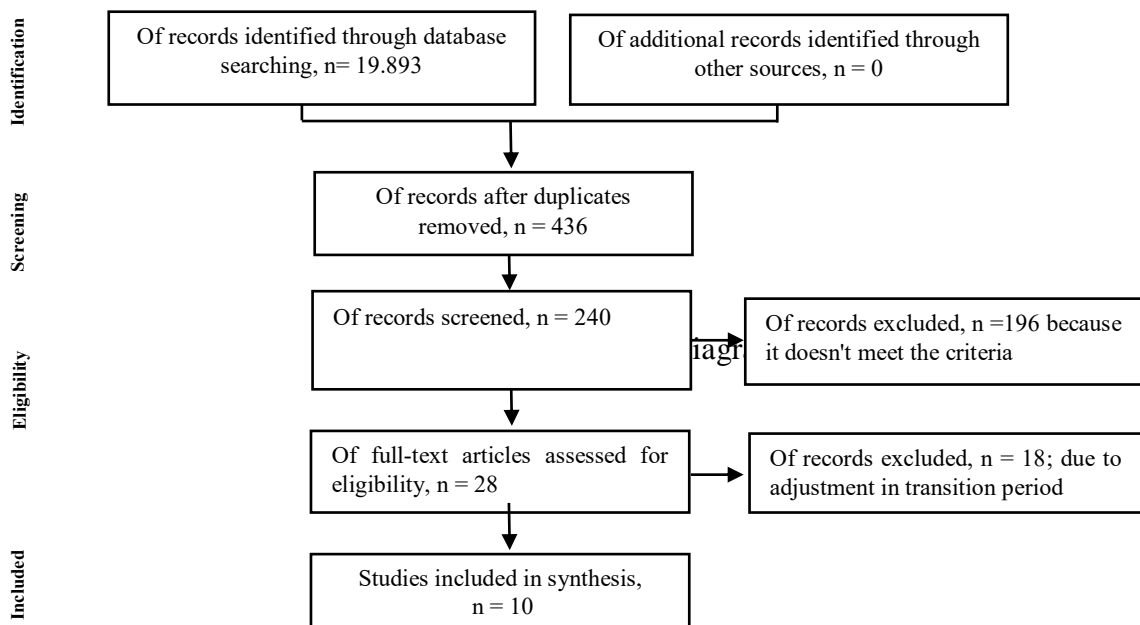 Identification
Of records identified through database
searching, n= 19.893
Of additional records identified through
other sources, n = 0
Screening
Of records after duplicates
removed, n = 436
Eligibility
Of records screened, n = 240
Of records excluded, n =196 because
it doesn't meet the criteria
iagr
Of full-text articles assessed for
eligibility, n = 28
Of records excluded, n = 18; due to
adjustment in transition period
Included
Studies included in synthesis,
n = 10